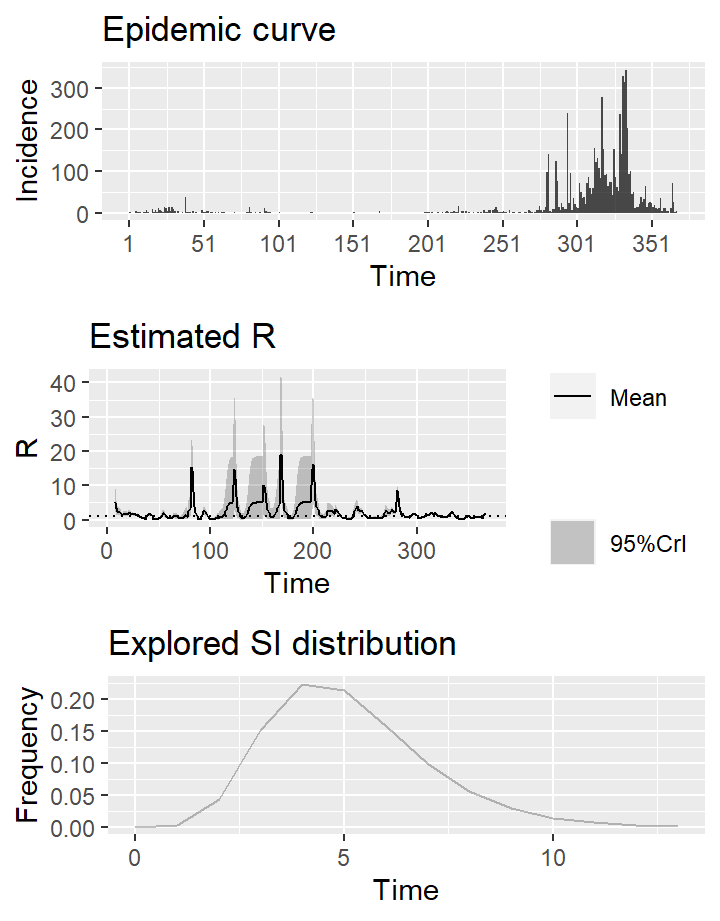 Epidemic curve
Incidence
300
200
100
0
1 51 101 151 201 251 301 351
Time
Estimated R
R
40
30
20
10
0
0 100 200 300
Time
Mean
95%CrI
Explored SI distribution
Frequency
0.20
0.15
0.10
0.05
0.00
0 5 10
Time